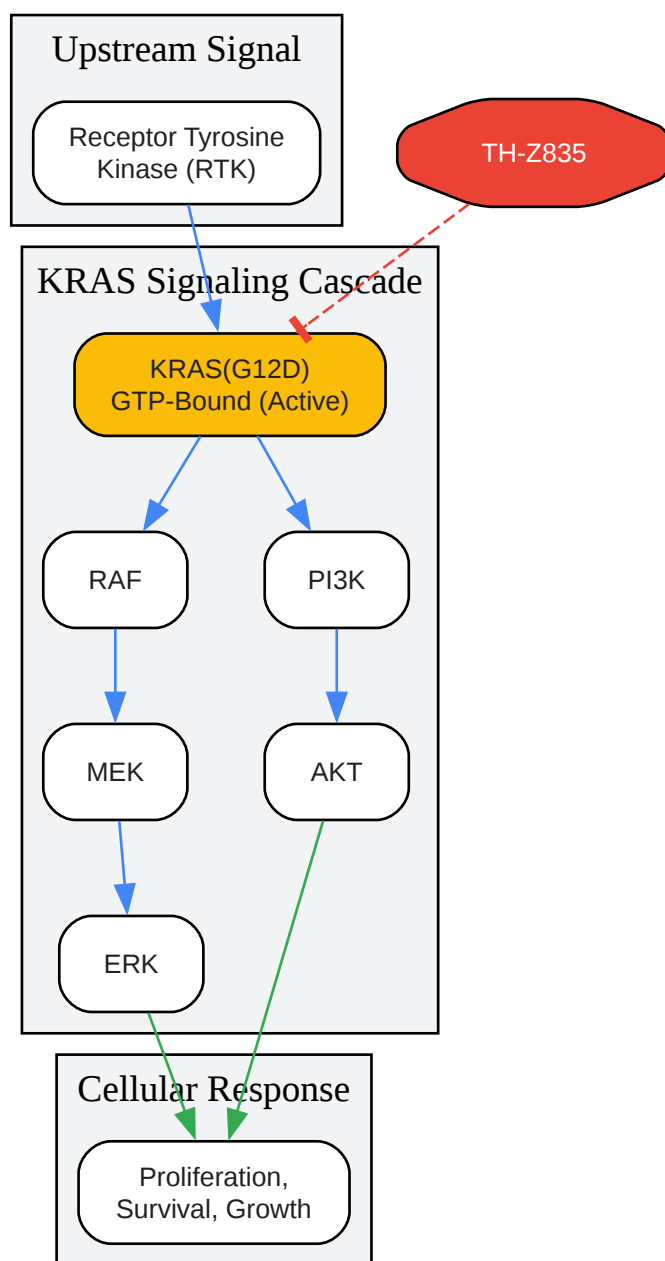 Upstream Signal
Receptor Tyrosine
Kinase (RTK)
TH-Z835
KRAS Signaling Cascade
KRAS(G12D)
GTP-Bound (Active)
RAF
PI3K
MEK
AKT
ERK
Cellular Response
Proliferation,
Survival, Growth